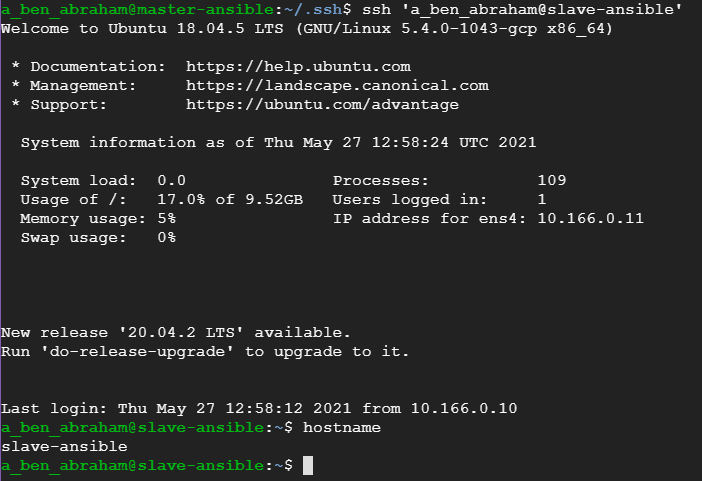 a_ben_abraham@master-ansible:~/.ssh$ ssh 'a_ben_abraham@slave-ansible'
Welcome to Ubuntu 18.04.5 LTS (GNU/Linux 5.4.0-1043-gcp x86_64)
* Documentation:  https://help.ubuntu.com
* Management:     https://landscape.canonical.com
* Support:        https://ubuntu.com/advantage
System information as of Thu May 27 12:58:24 UTC 2021
System load:  0.0               Processes:           109
Usage of /:   17.0% of 9.52GB   Users logged in:     1
Memory usage: 5%                IP address for ens4: 10.166.0.11
Swap usage:   0%
New release '20.04.2 LTS' available.
Run 'do-release-upgrade' to upgrade to it.
Last login: Thu May 27 12:58:12 2021 from 10.166.0.10
a_ben_abraham@slave-ansible:~$ hostname
slave-ansible
a_ben_abraham@slave-ansible:~$